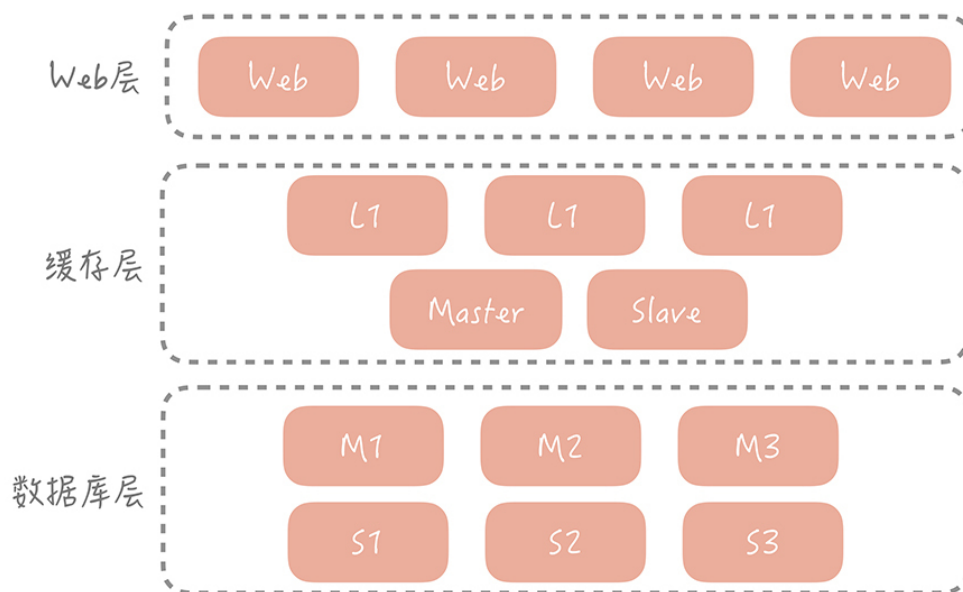 Web层
Web Web Web Web
缓存层
L1 L1 L1
Master Slave
数据库层
M1 M2 M3
S1 S2 S3